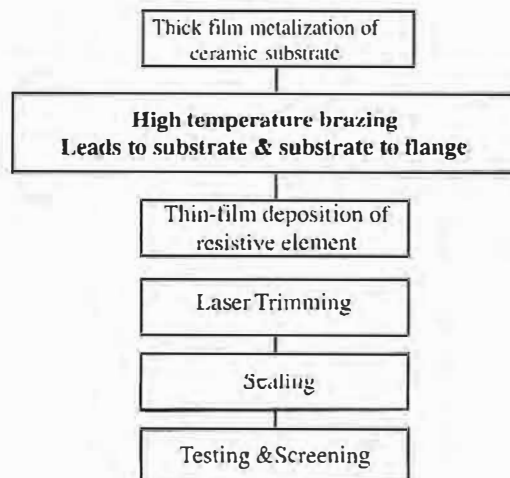 Thick film metalization of
ceramic substrate
High temperature brazing
Leads to substrate & substrate to flange
Thin-film deposition of
resistive element
Laser Trimming
Sealing
Testing & Screening